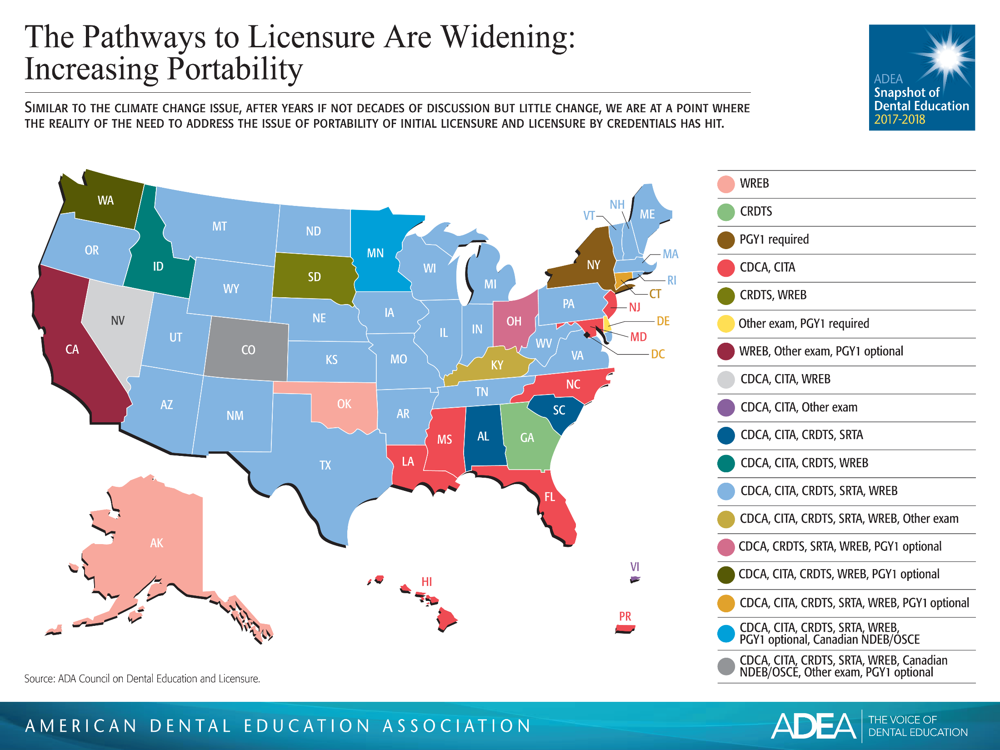 The Pathways to Licensure Are Widening:
Increasing Portability
SIMILAR TO THE CLIMATE CHANGE ISSUE, AFTER YEARS IF NOT DECADES OF DISCUSSION BUT LITTLE CHANGE, WE ARE AT A POINT WHERE
THE REALITY OF THE NEED TO ADDRESS THE ISSUE OF PORTABILITY OF INITIAL LICENSURE AND LICENSURE BY CREDENTIALS HAS HIT.
ADEA
Snapshot of
Dental Education
2017-2018
WA
MT
ND
MN
OR
ID
SD
WI
WY
MI
NH
VT
ME
MA
NY
RI
CT
PA
NJ
DE
MD
DC
NV
NE
IA
IL
IN
OH
WV
VA
UT
CO
CA
KS
MO
KY
NC
TN
AZ
NM
OK
AR
SC
MS
AL
GA
TX
LA
FL
AK
HI
VI
PR
WREB
CRDTS
PGY1 required
CDCA, CITA
CRDTS, WREB
Other exam, PGY1 required
WREB, Other exam, PGY1 optional
CDCA, CITA, WREB
CDCA, CITA, Other exam
CDCA, CITA, CRDTS, SRTA
CDCA, CITA, CRDTS, WREB
CDCA, CITA, CRDTS, SRTA, WREB
CDCA, CITA, CRDTS, SRTA, WREB, Other exam
CDCA, CRDTS, SRTA, WREB, PGY1 optional
CDCA, CITA, CRDTS, WREB, PGY1 optional
CDCA, CITA, CRDTS, SRTA, WREB, PGY1 optional
CDCA, CITA, CRDTS, SRTA, WREB,
PGY1 optional, Canadian NDEB/OSCE
CDCA, CITA, CRDTS, SRTA, WREB, Canadian
NDEB/OSCE, Other exam, PGY1 optional
Source: ADA Council on Dental Education and Licensure.
AMERICAN DENTAL EDUCATION ASSOCIATION
ADEA
THE VOICE OF
DENTAL EDUCATION